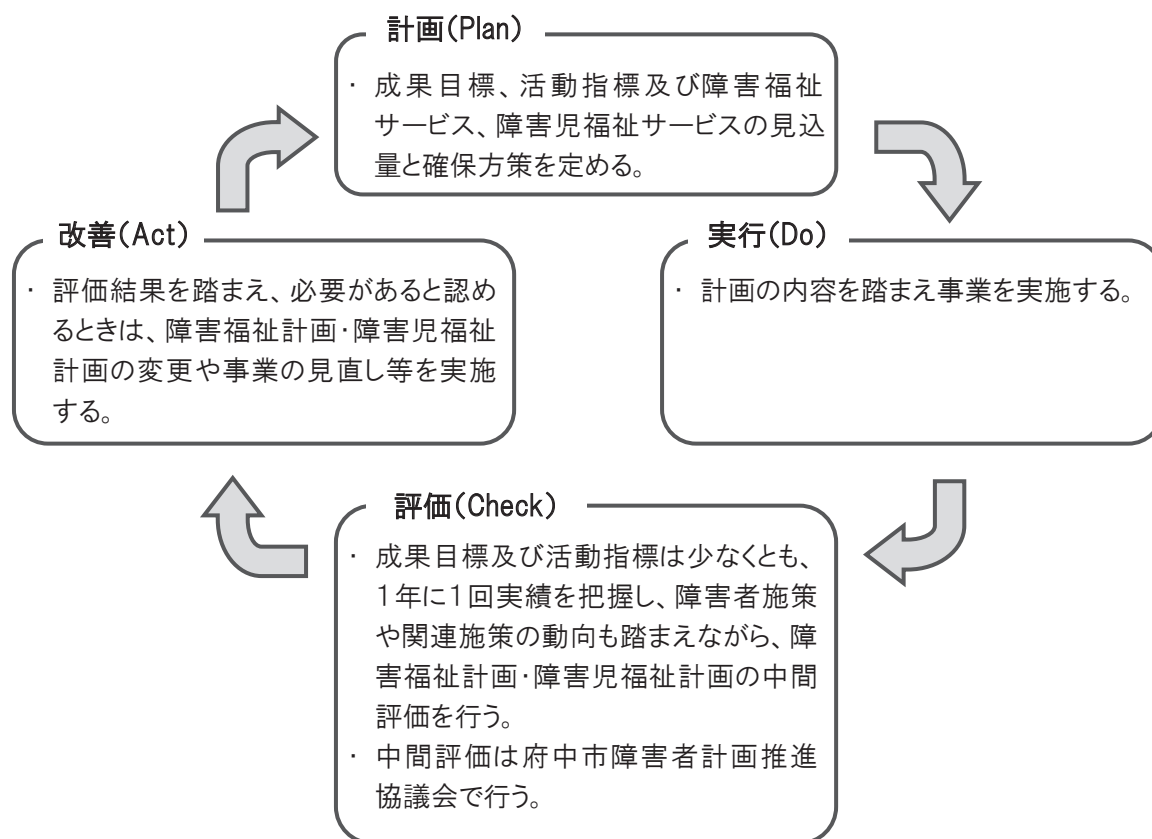 計画(Plan)
・ 成果目標、活動指標及び障害福祉
サービス、障害児福祉サービスの見込
量と確保方策を定める。
改善(Act)
・ 評価結果を踏まえ、必要があると認め
るときは、障害福祉計画・障害児福祉
計画の変更や事業の見直し等を実施
する。
実行(Do)
・ 計画の内容を踏まえ事業を実施する。
評価(Check)
・ 成果目標及び活動指標は少なくとも、
1年に1回実績を把握し、障害者施策
や関連施策の動向も踏まえながら、障
害福祉計画・障害児福祉計画の中間
評価を行う。
・ 中間評価は府中市障害者計画推進
協議会で行う。